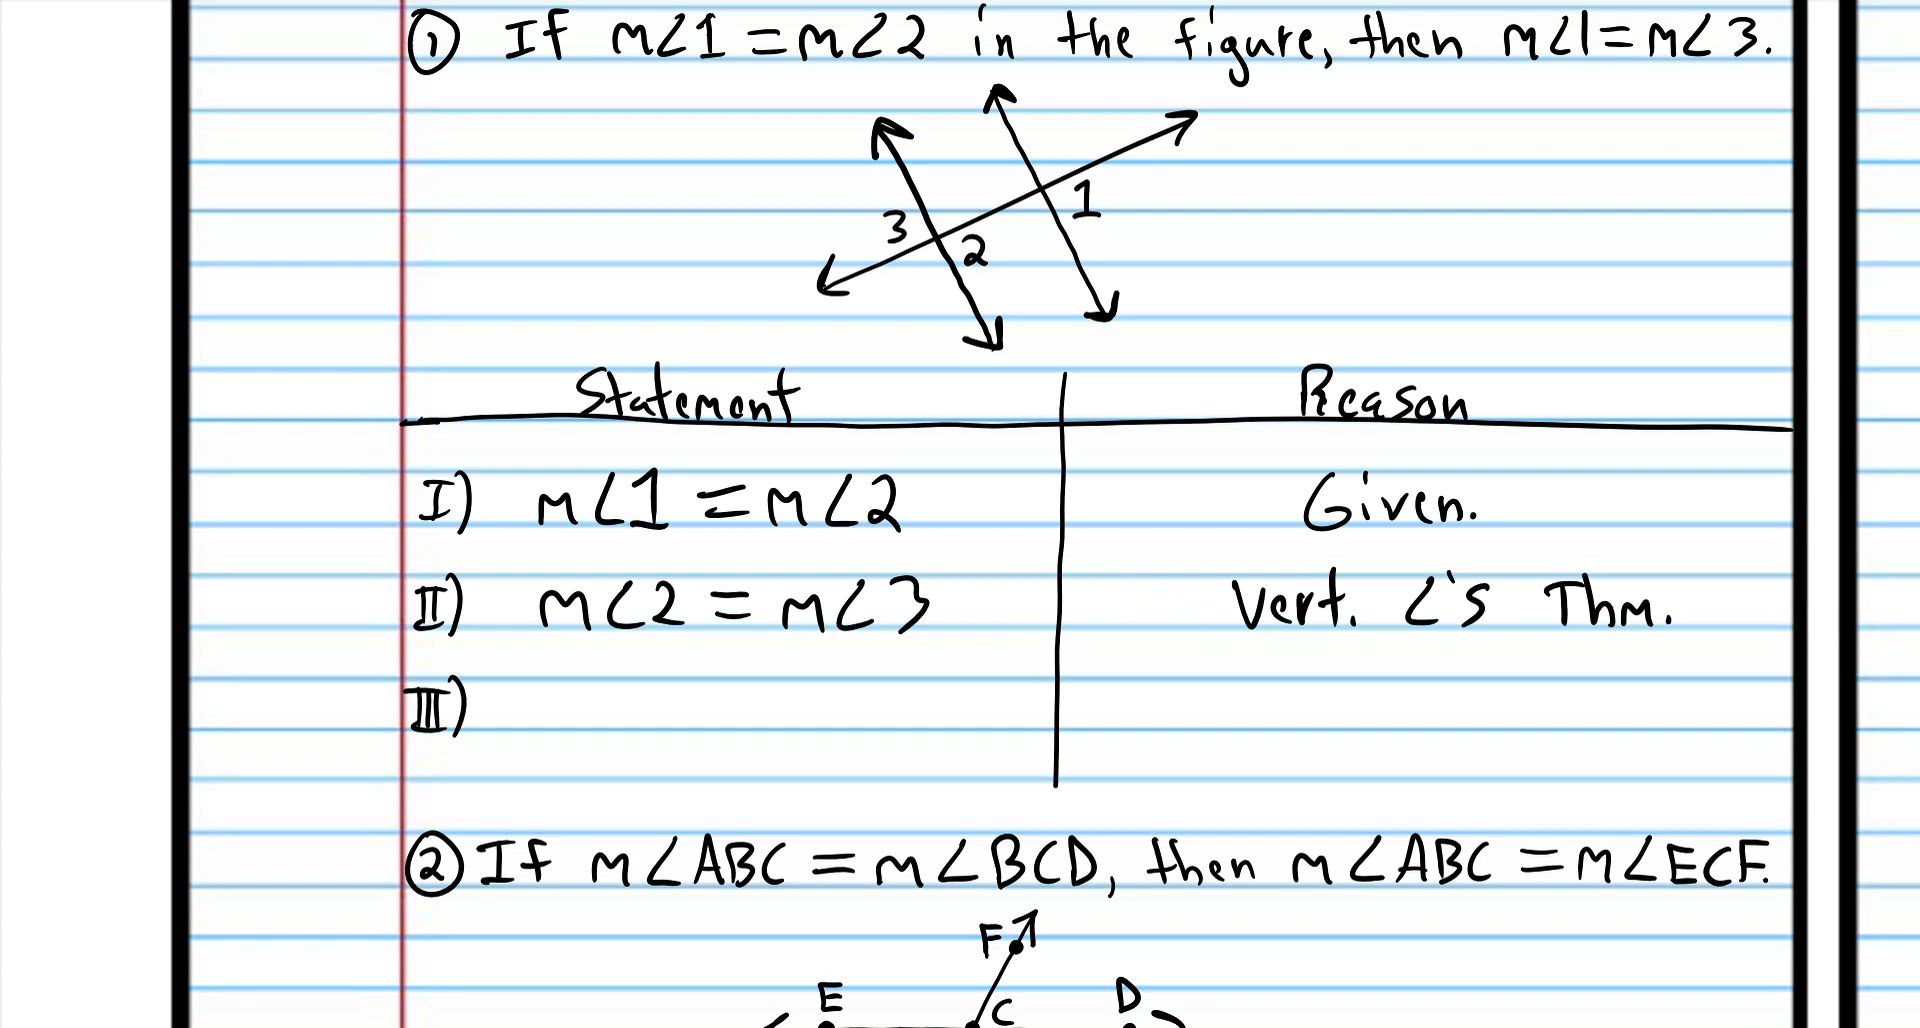 ① If m∠1 = m∠2 in the figure, then m∠1 = m∠3.
1
3
2
Statement Reason
I) m∠1 = m∠2 Given.
II) m∠2 = m∠3 Vert. ∠'s Thm.
III)
② If m∠ABC = m∠BCD, then m∠ABC = m∠ECF.
F
E C D